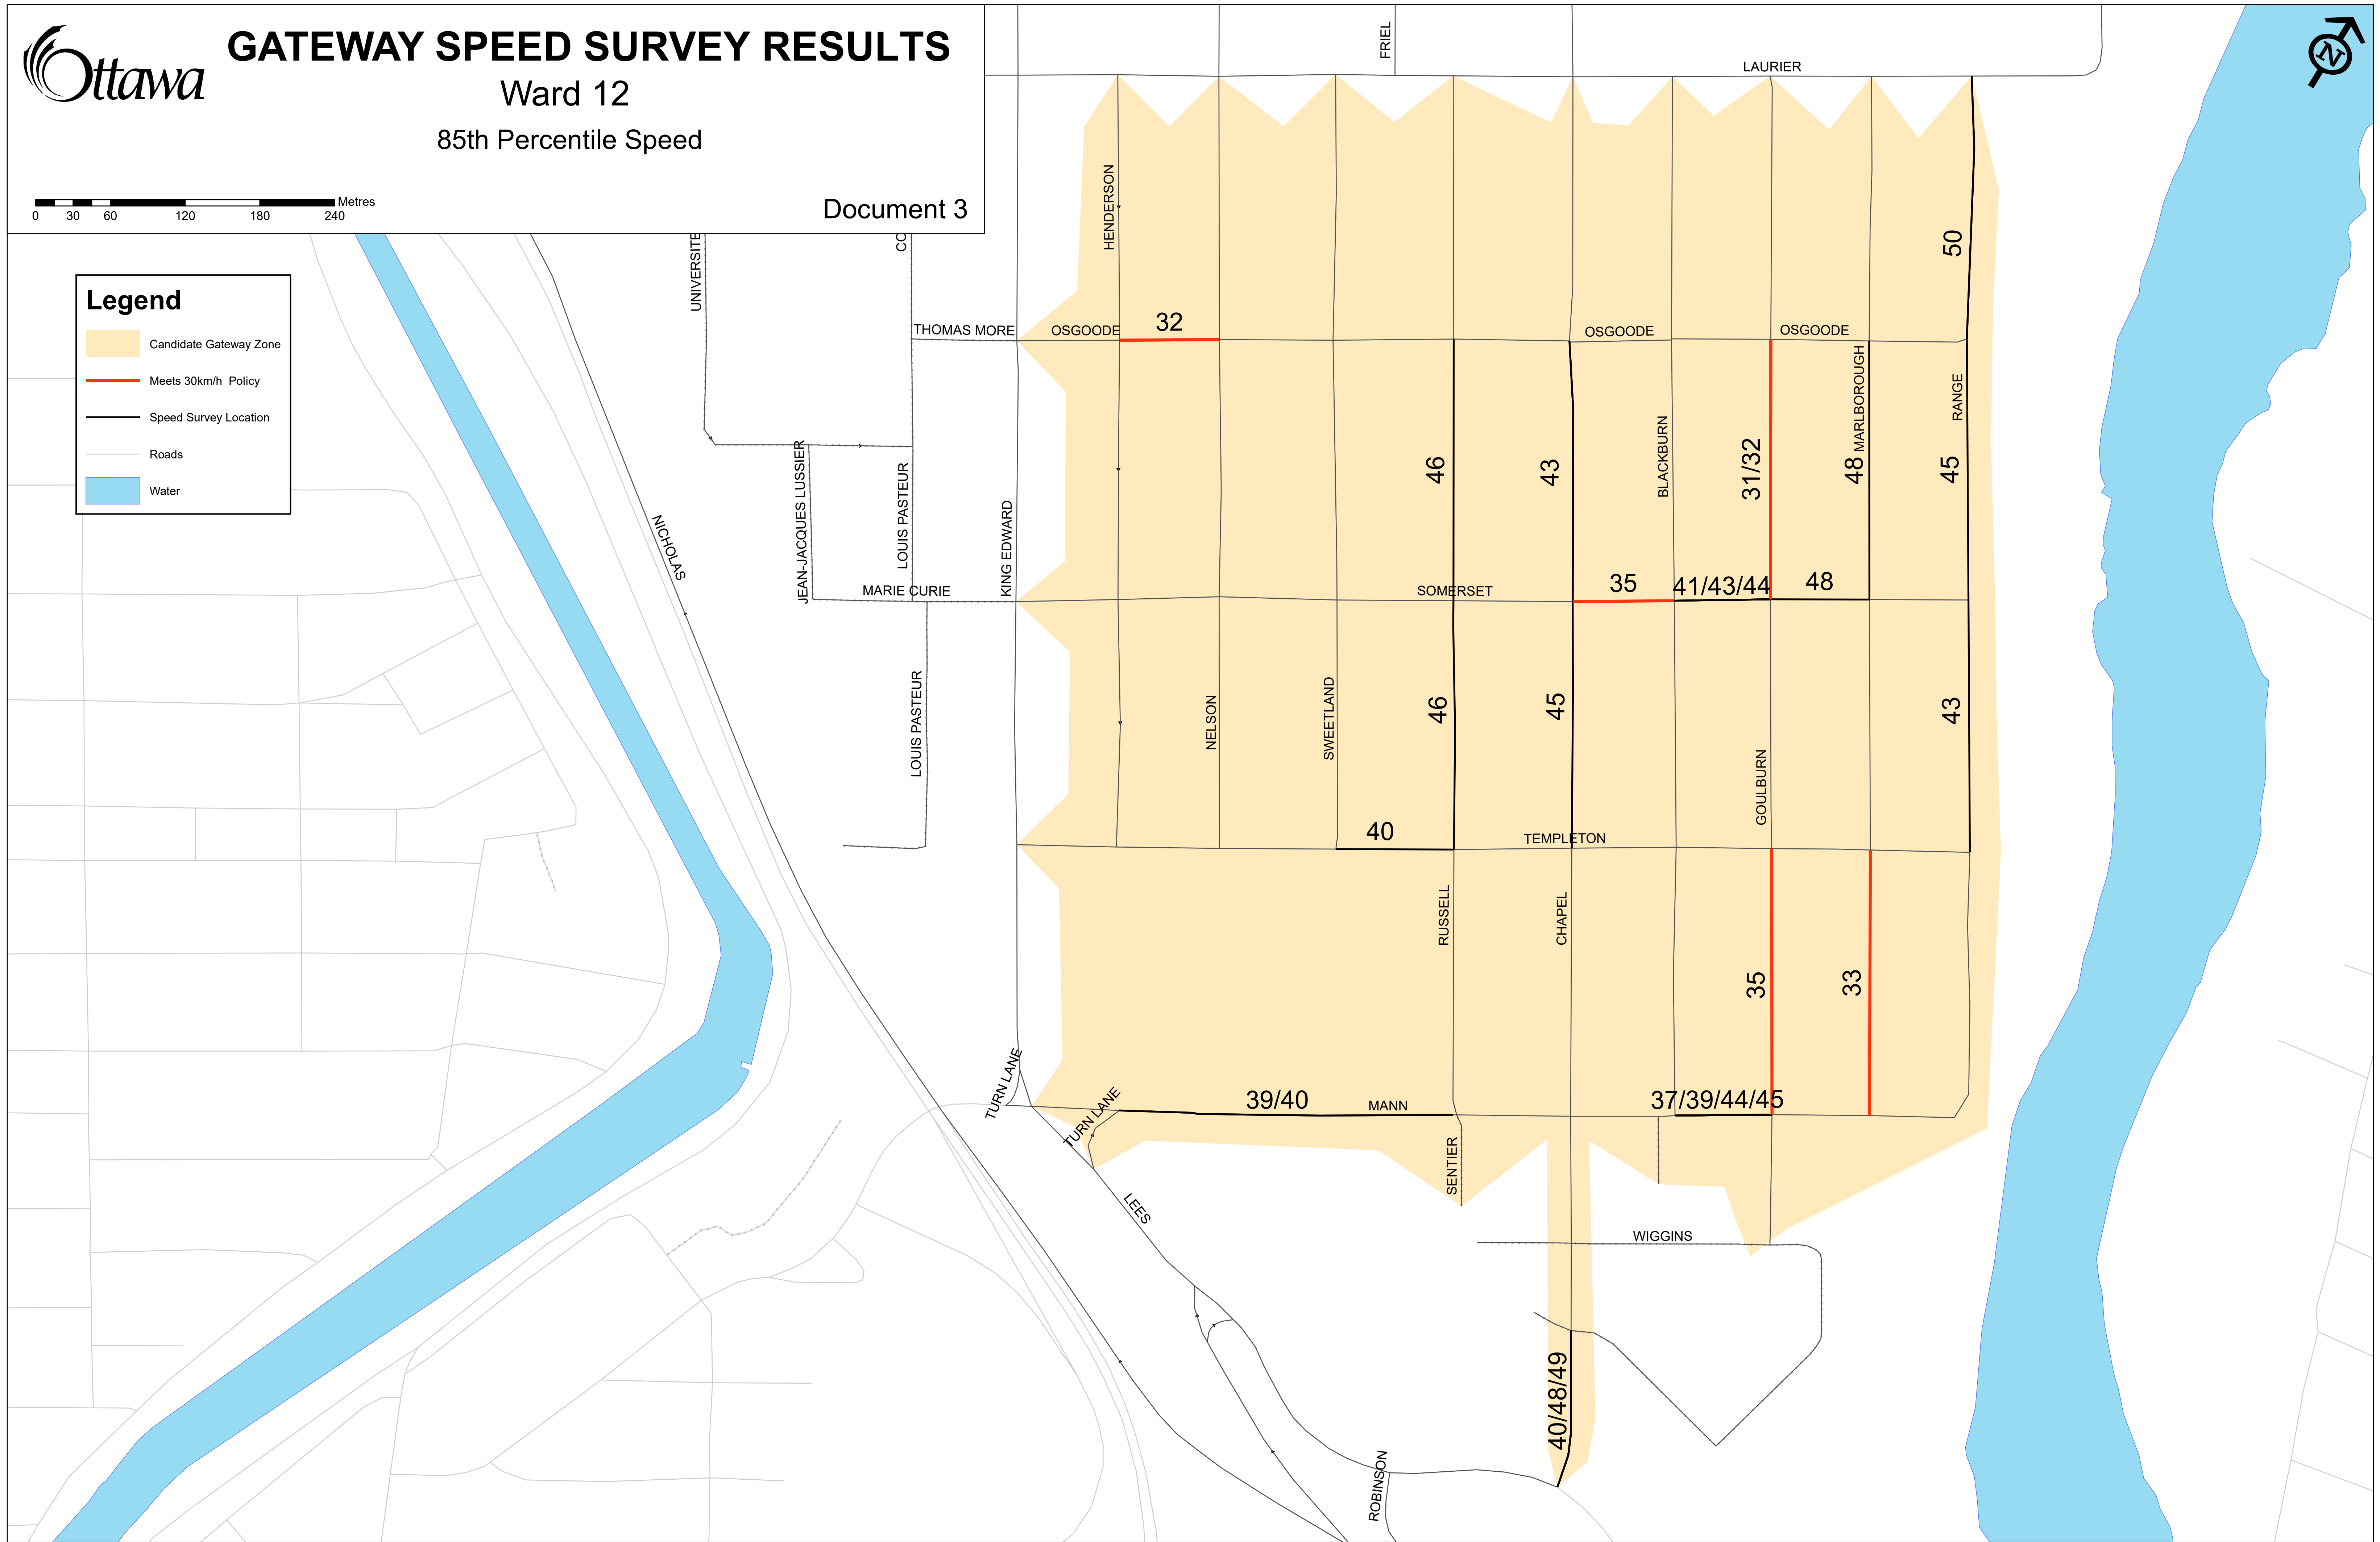 Ottawa
GATEWAY SPEED SURVEY RESULTS
Ward 12
85th Percentile Speed
Metres
0 30 60 120 180 240
Document 3
N
Legend
Candidate Gateway Zone
Meets 30km/h Policy
Speed Survey Location
Roads
Water
FRIEL
LAURIER
HENDERSON
UNIVERSITE
CO
50
THOMAS MORE
OSGOODE
32
OSGOODE
OSGOODE
MARLBOROUGH
RANGE
BLACKBURN
46
43
31/32
48
45
JEAN-JACQUES LUSSIER
LOUIS PASTEUR
KING EDWARD
NICHOLAS
MARIE CURIE
SOMERSET
35
41/43/44
48
LOUIS PASTEUR
NELSON
SWEETLAND
46
45
43
GOULBURN
40
TEMPLETON
RUSSELL
CHAPEL
35
33
TURN LANE
TURN LANE
39/40
MANN
37/39/44/45
SENTIER
LEES
WIGGINS
40/48/49
ROBINSON